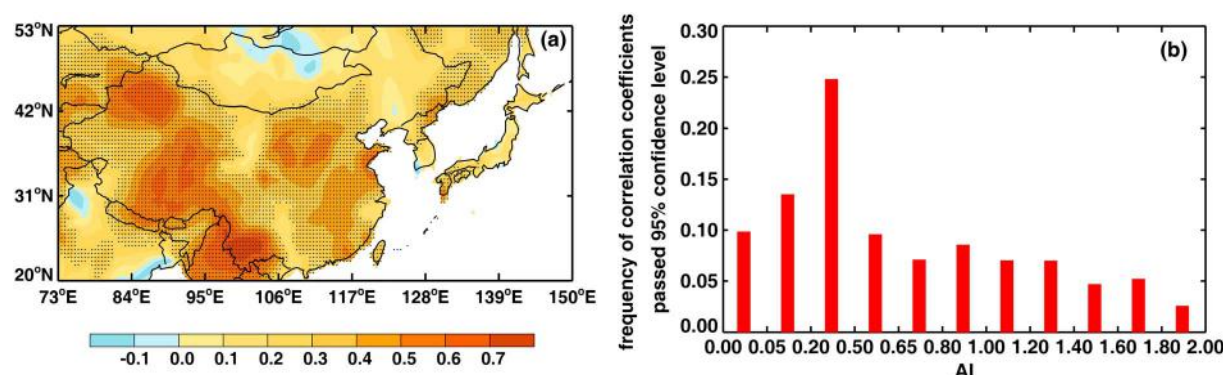 53°N
42°N
31°N
20°N
(a)
73°E 84°E 95°E 106°E 117°E 128°E 139°E 150°E
-0.1 0.0 0.1 0.2 0.3 0.4 0.5 0.6 0.7
frequency of correlation coefficients
passed 95% confidence level
0.30
0.25
0.20
0.15
0.10
0.05
0.00
(b)
0.00 0.05 0.20 0.50 0.65 0.80 1.00 1.20 1.40 1.60 1.80 2.00
AI